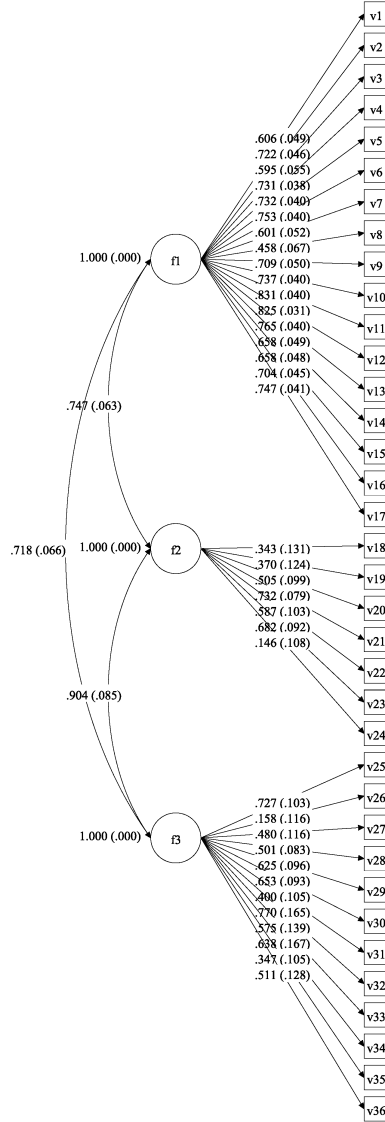 v1
v2
v3
v4
v5
v6
v7
v8
v9
v10
v11
v12
v13
v14
v15
v16
v17
.606 (.049)
.722 (.046)
.595 (.055)
.731 (.038)
.732 (.040)
.753 (.040)
.601 (.052)
.458 (.067)
.709 (.050)
.737 (.040)
.831 (.040)
.825 (.031)
.765 (.040)
.658 (.049)
.658 (.048)
.704 (.045)
.747 (.041)
1.000 (.000)
f1
.747 (.063)
.718 (.066)
1.000 (.000)
f2
.343 (.131)
.370 (.124)
.505 (.099)
.732 (.079)
.587 (.103)
.682 (.092)
.146 (.108)
v18
v19
v20
v21
v22
v23
v24
.904 (.085)
1.000 (.000)
f3
.727 (.103)
.158 (.116)
.480 (.116)
.501 (.083)
.625 (.096)
.653 (.093)
.400 (.105)
.770 (.165)
.575 (.139)
.638 (.167)
.347 (.105)
.511 (.128)
v25
v26
v27
v28
v29
v30
v31
v32
v33
v34
v35
v36